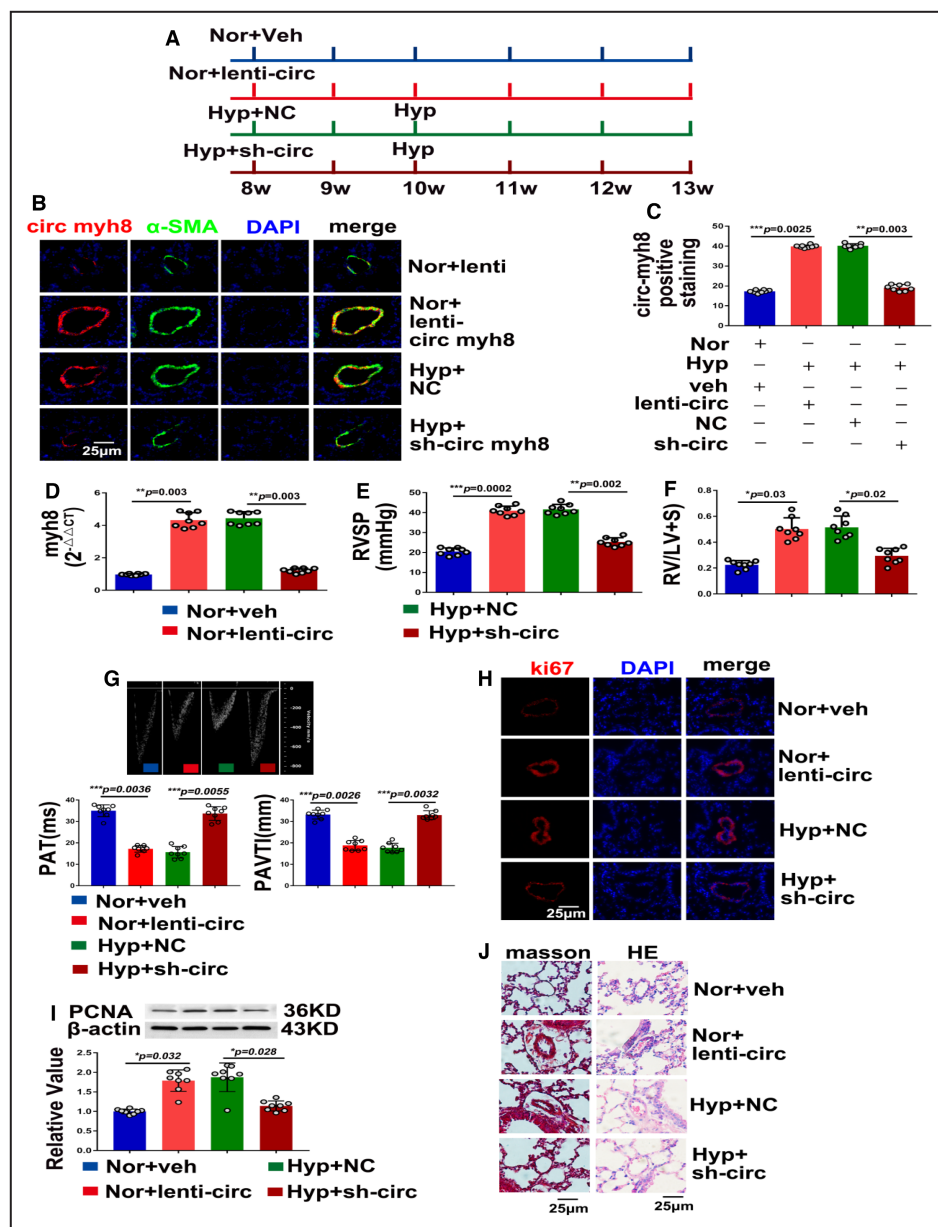 A
Nor+Veh
Nor+lenti-circ
Hyp+NC Hyp
Hyp+sh-circ Hyp
8w 9w 10w 11w 12w 13w
B
circ myh8 α-SMA DAPI merge
Nor+lenti
Nor+
lenti-
circ myh8
Hyp+
NC
Hyp+
sh-circ myh8
25μm
C
circ-myh8
positive
staining
60
40
20
0
***p=0.0025 **p=0.003
Nor + — — —
Hyp — + + +
veh + — — —
lenti-circ — + — —
NC — — + —
sh-circ — — — +
D
myh8
(2-△△CT)
6
4
2
0
**p=0.003 **p=0.003
Nor+veh
Nor+lenti-circ
E
RVSP
(mmHg)
60
40
20
0
***p=0.0002 **p=0.002
Hyp+NC
Hyp+sh-circ
F
RV/LV+S
0.8
0.6
0.4
0.2
0.0
*p=0.03 *p=0.02
G
0
-200
-400
-600
-800
Velocity mm/s
PAT(ms)
40
30
20
10
0
***p=0.0036 ***p=0.0055
PAVTI(mm)
40
30
20
10
0
***p=0.0026 ***p=0.0032
Nor+veh
Nor+lenti-circ
Hyp+NC
Hyp+sh-circ
H
ki67 DAPI merge
Nor+veh
Nor+
lenti-circ
Hyp+NC
Hyp+
sh-circ
25μm
I
PCNA 36KD
β-actin 43KD
Relative Value
2.5
2.0
1.5
1.0
0.5
0.0
*p=0.032 *p=0.028
Nor+veh Hyp+NC
Nor+lenti-circ Hyp+sh-circ
J
masson HE
Nor+veh
Nor+
lenti-circ
Hyp+NC
Hyp+
sh-circ
25μm 25μm